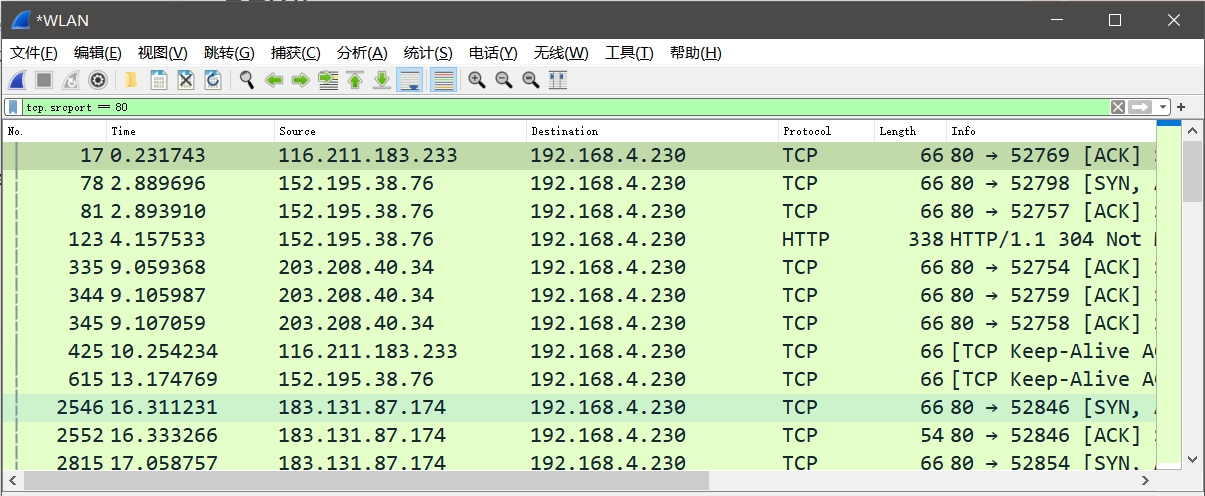 *WLAN
文件(F) 编辑(E) 视图(V) 跳转(G) 捕获(C) 分析(A) 统计(S) 电话(Y) 无线(W) 工具(T) 帮助(H)
tcp.srcport == 80
No. Time Source Destination Protocol Length Info
17 0.231743 116.211.183.233 192.168.4.230 TCP 66 80 → 52769 [ACK]
78 2.889696 152.195.38.76 192.168.4.230 TCP 66 80 → 52798 [SYN,
81 2.893910 152.195.38.76 192.168.4.230 TCP 66 80 → 52757 [ACK]
123 4.157533 152.195.38.76 192.168.4.230 HTTP 338 HTTP/1.1 304 Not
335 9.059368 203.208.40.34 192.168.4.230 TCP 66 80 → 52754 [ACK]
344 9.105987 203.208.40.34 192.168.4.230 TCP 66 80 → 52759 [ACK]
345 9.107059 203.208.40.34 192.168.4.230 TCP 66 80 → 52758 [ACK]
425 10.254234 116.211.183.233 192.168.4.230 TCP 66 [TCP Keep-Alive
615 13.174769 152.195.38.76 192.168.4.230 TCP 66 [TCP Keep-Alive
2546 16.311231 183.131.87.174 192.168.4.230 TCP 66 80 → 52846 [SYN,
2552 16.333266 183.131.87.174 192.168.4.230 TCP 54 80 → 52846 [ACK]
2815 17.058757 183.131.87.174 192.168.4.230 TCP 66 80 → 52854 [SYN,